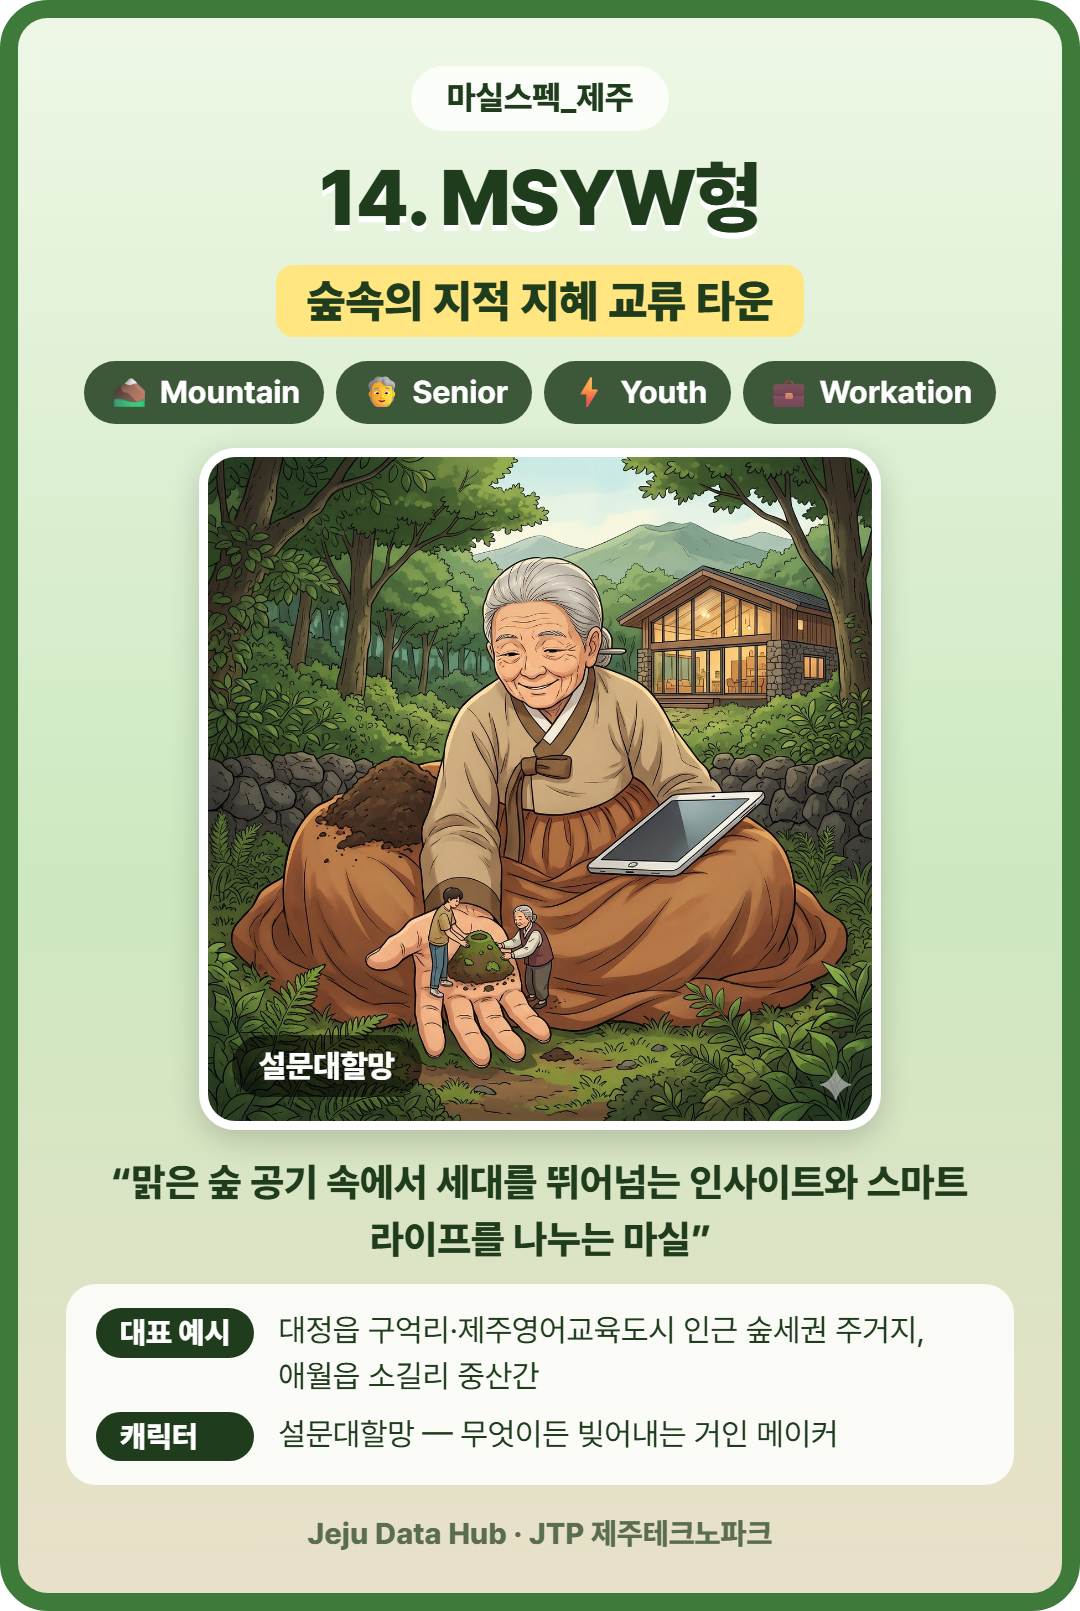 마실스펙_제주
14. MSYW형
숲속의 지적 지혜 교류 타운
Mountain
Senior
Youth
Workation
설문대할망
“맑은 숲 공기 속에서 세대를 뛰어넘는 인사이트와 스마트
라이프를 나누는 마실”
대표 예시
대정읍 구억리·제주영어교육도시 인근 숲세권 주거지,
애월읍 소길리 중산간
캐릭터
설문대할망 — 무엇이든 빚어내는 거인 메이커
Jeju Data Hub · JTP 제주테크노파크